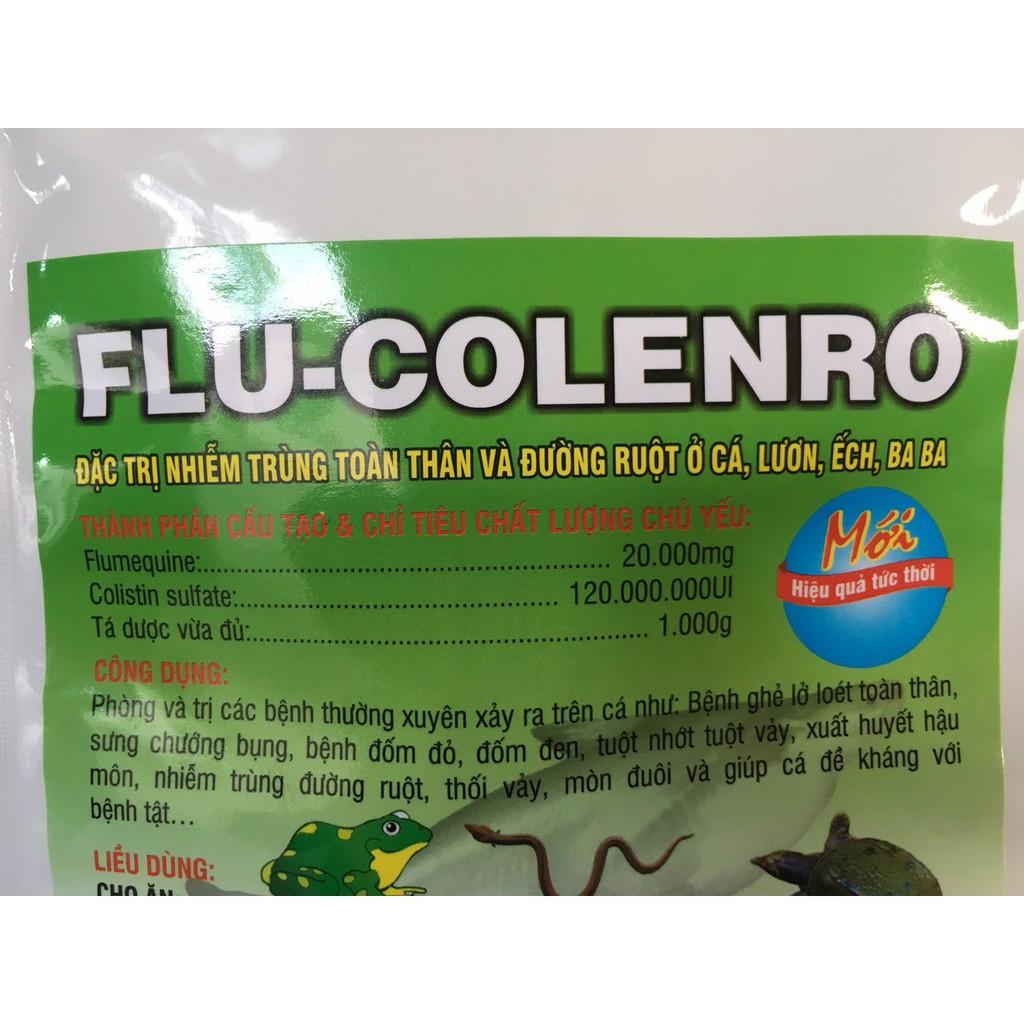 FLU-COLENRO
ĐẶC TRỊ NHIỄM TRÙNG TOÀN THÂN VÀ ĐƯỜNG RUỘT Ở CÁ, LƯƠN, ẾCH, BA BA
THÀNH PHẦN CẤU TẠO & CHỈ TIÊU CHẤT LƯỢNG CHỦ YẾU:
Flumequine:............................................................ 20.000mg
Colistin sulfate:............................................... 120.000.000UI
Tá dược vừa đủ:........................................................... 1.000g
Mới
Hiệu quả tức thời
CÔNG DỤNG:
Phòng và trị các bệnh thường xuyên xảy ra trên cá như: Bệnh ghẻ lở loét toàn thân,
sưng chướng bụng, bệnh đốm đỏ, đốm đen, tuột nhớt tuột vảy, xuất huyết hậu
môn, nhiễm trùng đường ruột, thối vảy, mòn đuôi và giúp cá đề kháng với
bệnh tật...
LIỀU DÙNG:
CHO ĂN: